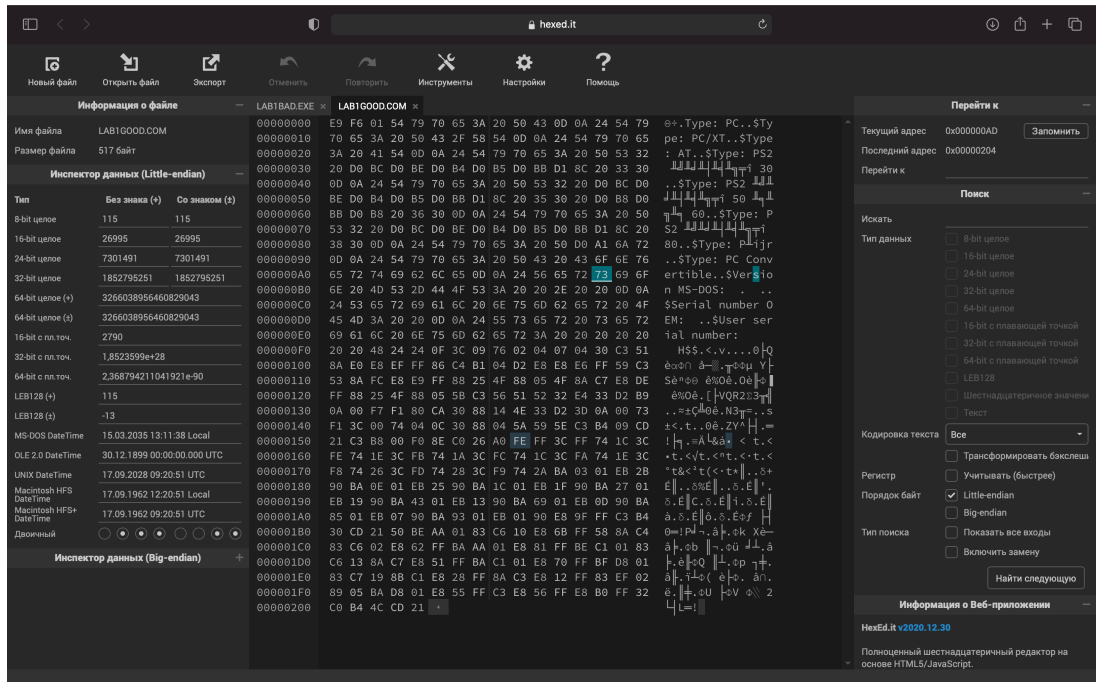 hexed.it
Новый файл
Открыть файл
Экспорт
Отменить
Повторить
Инструменты
Настройки
Помощь
Информация о файле
Имя файла LAB1GOOD.COM
Размер файла 517 байт
Инспектор данных (Little-endian)
Тип Без знака (+) Со знаком (±)
8-bit целое 115 115
16-bit целое 26995 26995
24-bit целое 7301491 7301491
32-bit целое 1852795251 1852795251
64-bit целое (+) 3266038956460829043
64-bit целое (±) 3266038956460829043
16-bit с пл.точ. 2790
32-bit с пл.точ. 1,8523599e+28
64-bit с пл.точ. 2,368794211041921e-90
LEB128 (+) 115
LEB128 (±) -13
MS-DOS DateTime 15.03.2035 13:11:38 Local
OLE 2.0 DateTime 30.12.1899 00:00:00.000 UTC
UNIX DateTime 17.09.2028 09:20:51 UTC
Macintosh HFS DateTime 17.09.1962 12:20:51 Local
Macintosh HFS+ DateTime 17.09.1962 09:20:51 UTC
Двоичный
Инспектор данных (Big-endian)
LAB1BAD.EXE × LAB1GOOD.COM ×
00000000 E9 F6 01 54 79 70 65 3A 20 50 43 0D 0A 24 54 79 Θ÷.Type: PC..$Ty
00000010 70 65 3A 20 50 43 2F 58 54 0D 0A 24 54 79 70 65 pe: PC/XT..$Type
00000020 3A 20 41 54 0D 0A 24 54 79 70 65 3A 20 50 53 32 : AT..$Type: PS2
00000030 20 D0 BC D0 BE D0 B4 D0 B5 D0 BB D1 8C 20 33 30
00000040 0D 0A 24 54 79 70 65 3A 20 50 53 32 20 D0 BC D0
00000050 BE D0 B4 D0 B5 D0 BB D1 8C 20 35 30 20 D0 B8 D0
00000060 BB D0 B8 20 36 30 0D 0A 24 54 79 70 65 3A 20 50
00000070 53 32 20 D0 BC D0 BE D0 B4 D0 B5 D0 BB D1 8C 20
00000080 38 30 0D 0A 24 54 79 70 65 3A 20 50 D0 A1 6A 72
00000090 0D 0A 54 79 70 65 3A 20 50 43 20 43 6F 6E 76
000000A0 65 72 74 69 62 6C 65 0D 0A 24 56 65 72 73 69 6F ertible..$Versio
000000B0 6E 20 4D 53 2D 44 4F 53 3A 20 20 2E 20 20 0D 0A n MS-DOS:  .  ..
000000C0 24 53 65 72 69 61 6C 20 6E 75 6D 62 65 72 20 4F $Serial number O
000000D0 45 4D 3A 20 20 0D 0A 24 55 73 65 72 20 73 65 72 EM:  ..$User ser
000000E0 69 61 6C 20 6E 75 6D 62 65 72 3A 20 20 20 20 20 ial number:
000000F0 20 20 48 24 24 0F 3C 09 76 02 04 07 04 30 C3 51
00000100 8A E0 E8 EF FF 86 C4 B1 04 D2 E8 E8 E6 FF 59 C3
00000110 53 8A FC E8 E9 FF 88 25 4F 88 05 4F 8A C7 E8 DE
00000120 FF 88 25 4F 88 05 5B C3 56 51 52 32 E4 33 D2 B9
00000130 0A 00 F7 F1 80 CA 30 88 14 4E 33 D2 3D 0A 00 73
00000140 F1 3C 00 74 04 0C 30 88 04 5A 59 5E C3 B4 09 CD
00000150 21 C3 B8 00 F0 8E C0 26 A0 FE FF 3C FF 74 1C 3C
00000160 FE 74 1E 3C FB 74 1A 3C FC 74 1C 3C FA 74 1E 3C
00000170 F8 74 26 3C FD 74 28 3C F9 74 2A BA 03 01 EB 2B
00000180 90 BA 0E 01 EB 25 90 BA 1C 01 EB 1F 90 BA 27 01
00000190 EB 19 90 BA 43 01 EB 13 90 BA 69 01 EB 0D 90 BA
000001A0 85 01 EB 07 90 BA 93 01 EB 01 90 E8 9F FF C3 B4
000001B0 30 CD 21 50 BE AA 01 83 C6 10 E8 6B FF 58 8A C4
000001C0 83 C6 02 E8 62 FF BA AA 01 E8 81 FF BE C1 01 83
000001D0 C6 13 8A C7 E8 51 FF BA C1 01 E8 70 FF BF D8 01
000001E0 83 C7 19 8B C1 E8 28 FF 8A C3 E8 12 FF 83 EF 02
000001F0 89 05 BA D8 01 E8 55 FF C3 E8 56 FF E8 B0 FF 32
00000200 C0 B4 4C CD 21
Перейти к
Текущий адрес 0x000000AD Запомнить
Последний адрес 0x00000204
Перейти к
Поиск
Искать
Тип данных 8-bit целое
16-bit целое
24-bit целое
32-bit целое
64-bit целое
16-bit с плавающей точкой
32-bit с плавающей точкой
64-bit с плавающей точкой
LEB128
Шестнадцатеричные значени
Текст
Кодировка текста Все
Трансформировать бэкслеш
Регистр Учитывать (быстрее)
Порядок байт Little-endian
Big-endian
Тип поиска Показать все входы
Включить замену
Найти следующую
Информация о Веб-приложении
HexEd.it v2020.12.30
Полноценный шестнадцатеричный редактор на
основе HTML5/JavaScript.